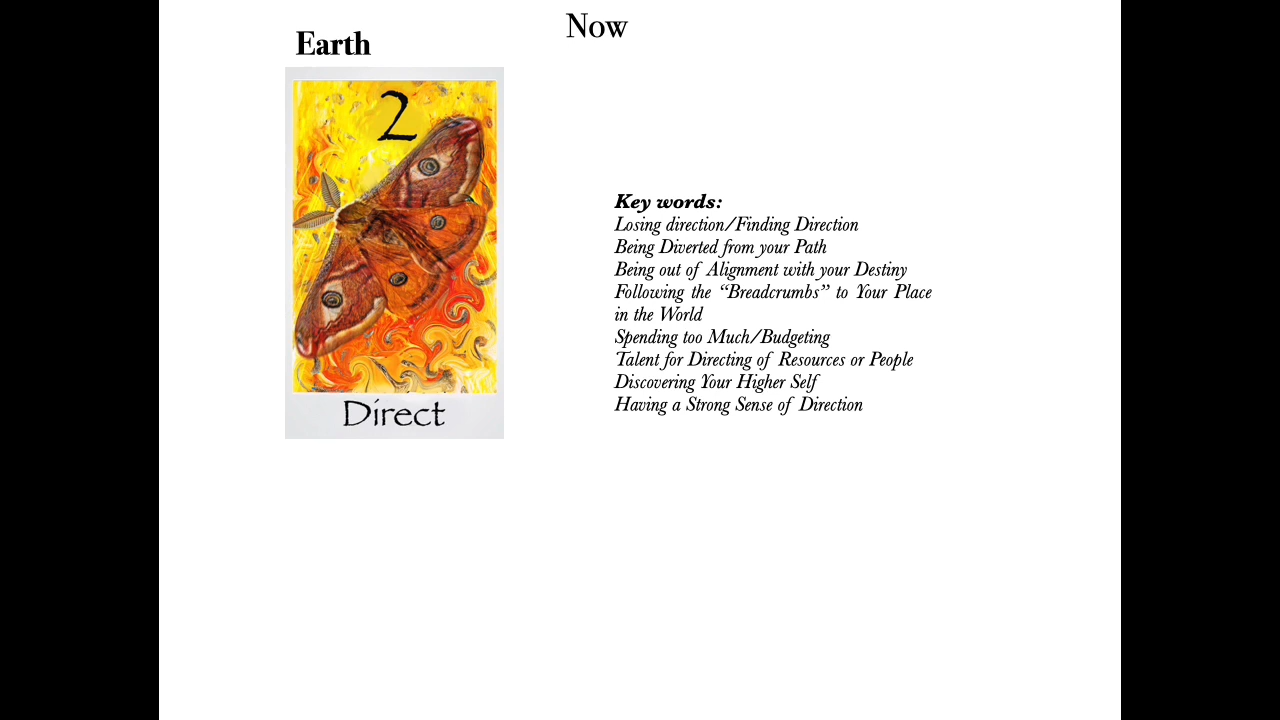 Now
Earth
2
Direct
Key words:
Losing direction/Finding Direction
Being Diverted from your Path
Being out of Alignment with your Destiny
Following the “Breadcrumbs” to Your Place
in the World
Spending too Much/Budgeting
Talent for Directing of Resources or People
Discovering Your Higher Self
Having a Strong Sense of Direction